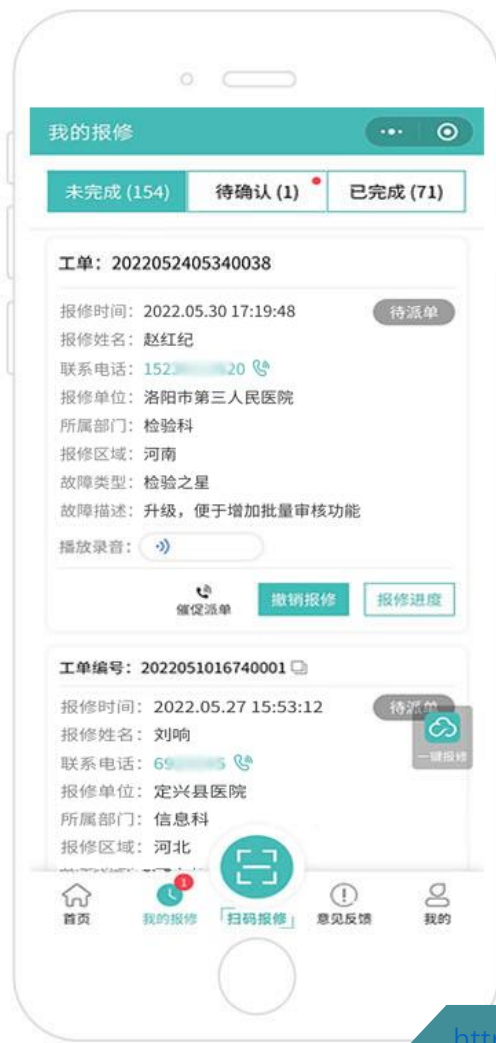 我的报修
未完成 (154) 待确认 (1) 已完成 (71)
工单：2022052405340038
报修时间：2022.05.30 17:19:48 待派单
报修姓名：赵红纪
联系电话：152 20
报修单位：洛阳市第三人民医院
所属部门：检验科
报修区域：河南
故障类型：检验之星
故障描述：升级，便于增加批量审核功能
播放录音：
催促派单 撤销报修 报修进度
工单编号：2022051016740001
报修时间：2022.05.27 15:53:12
报修姓名：刘响
联系电话：69 5
一键报修
报修单位：定兴县医院
所属部门：信息科
报修区域：河北
1
首页 我的报修 「扫码报修」 意见反馈 我的
htt